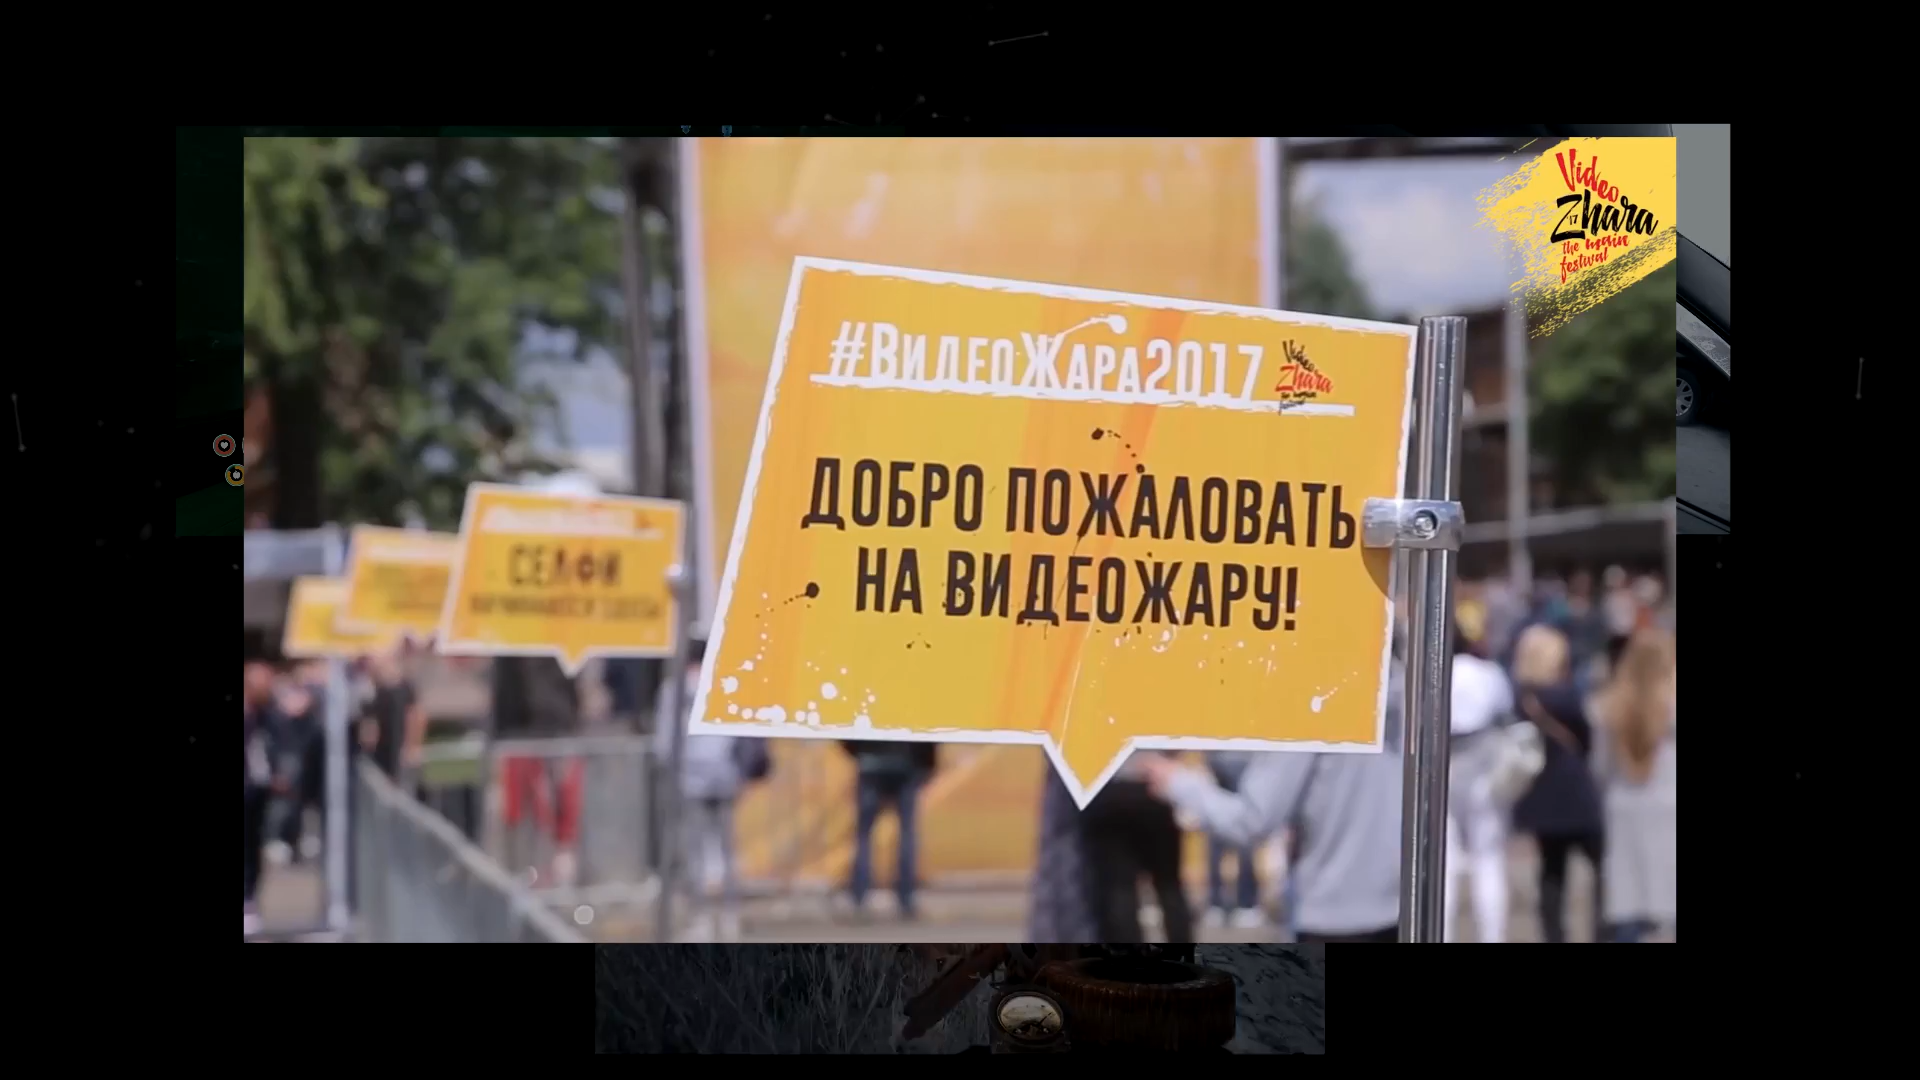 Video
Zhara
17
the main
festival
#ВИДЕОЖАРА2017
Video
Zhara
ДОБРО ПОЖАЛОВАТЬ
НА ВИДЕОЖАРУ!
СЕЛФИ